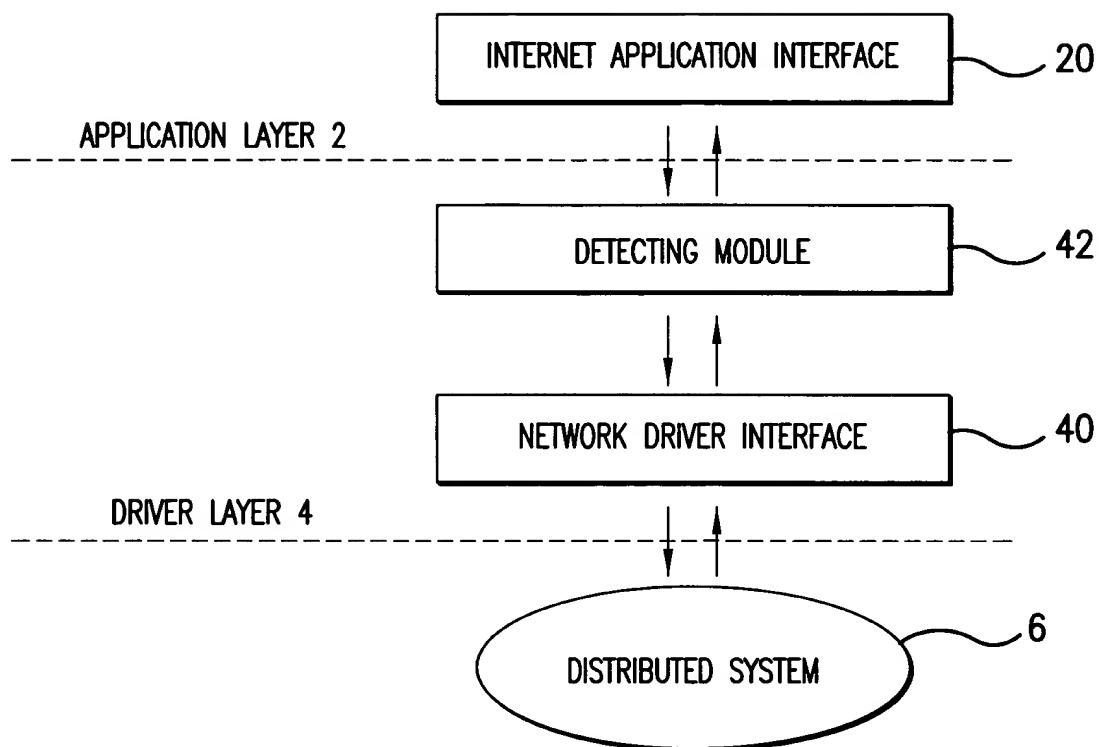 INTERNET APPLICATION INTERFACE
20
APPLICATION LAYER 2
DETECTING MODULE
42
NETWORK DRIVER INTERFACE
40
DRIVER LAYER 4
6
DISTRIBUTED SYSTEM